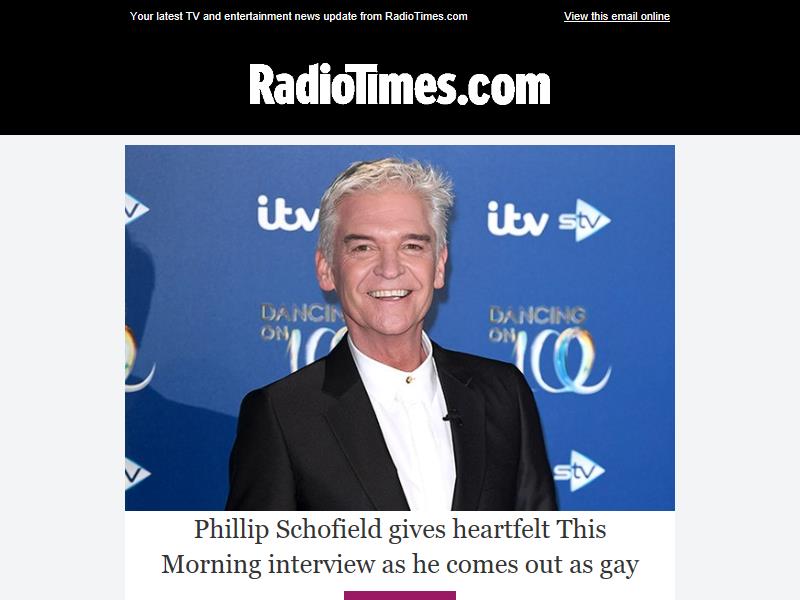 Your latest TV and entertainment news update from RadioTimes.com
View this email online
RadioTimes.com
itv
itv stv
DANCING
ON ICE
DANCING
ON ICE
stv
Phillip Schofield gives heartfelt This
Morning interview as he comes out as gay